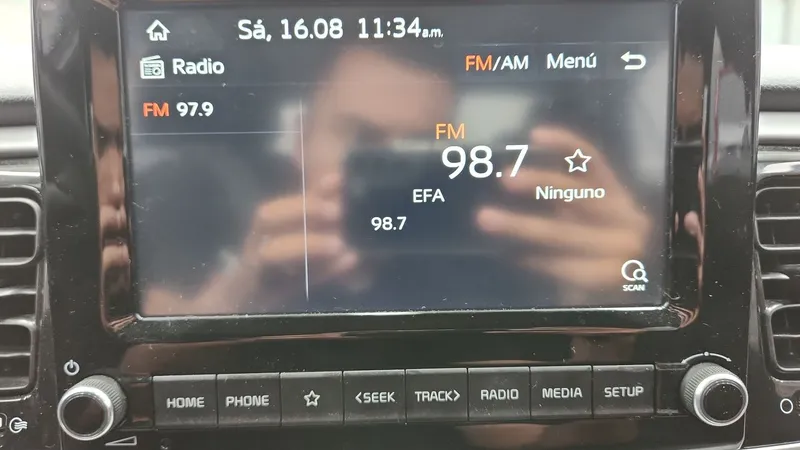 Sá, 16.08 11:34a.m.
Radio
FM/AM Menú
FM 97.9
FM
98.7
Ninguno
EFA
98.7
SCAN
HOME PHONE <SEEK TRACK> RADIO MEDIA SETUP